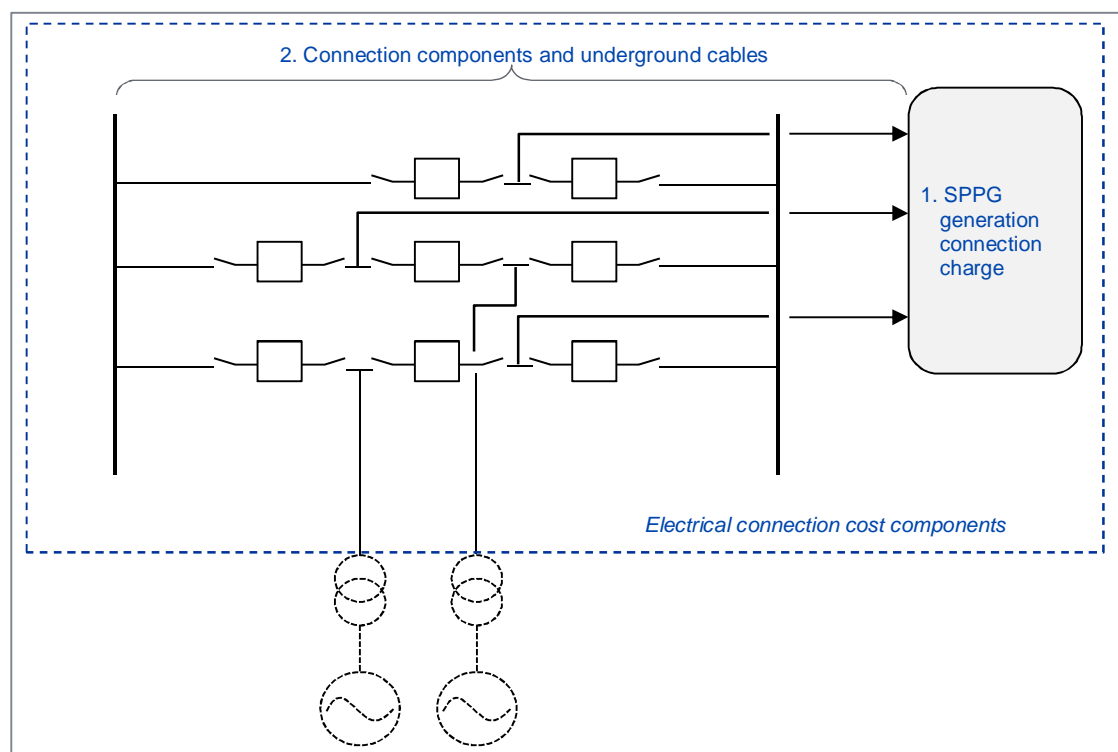 2. Connection components and underground cables
1. SPPG
generation
connection
charge
Electrical connection cost components